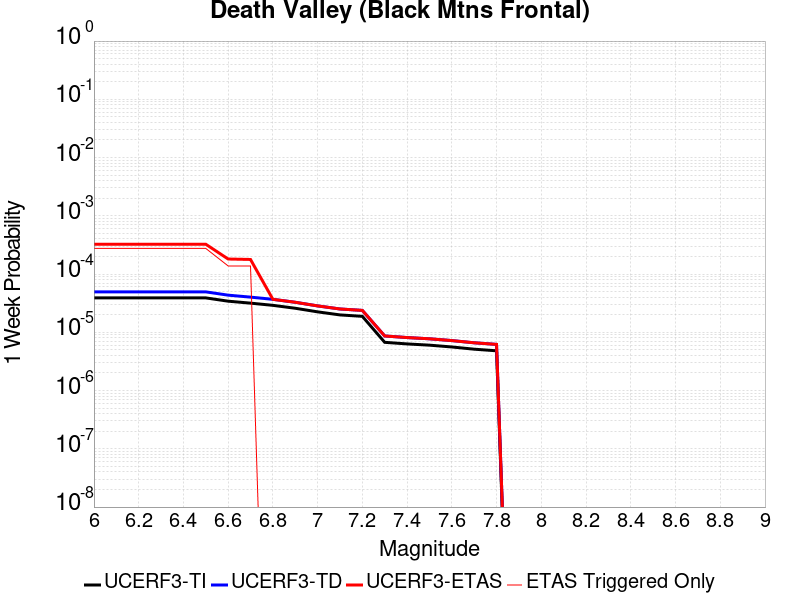 Death Valley (Black Mtns Frontal)
10^0
10^-1
10^-2
10^-3
10^-4
10^-5
10^-6
10^-7
10^-8
1 Week Probability
6 6.2 6.4 6.6 6.8 7 7.2 7.4 7.6 7.8 8 8.2 8.4 8.6 8.8 9
Magnitude
UCERF3-TI UCERF3-TD UCERF3-ETAS ETAS Triggered Only